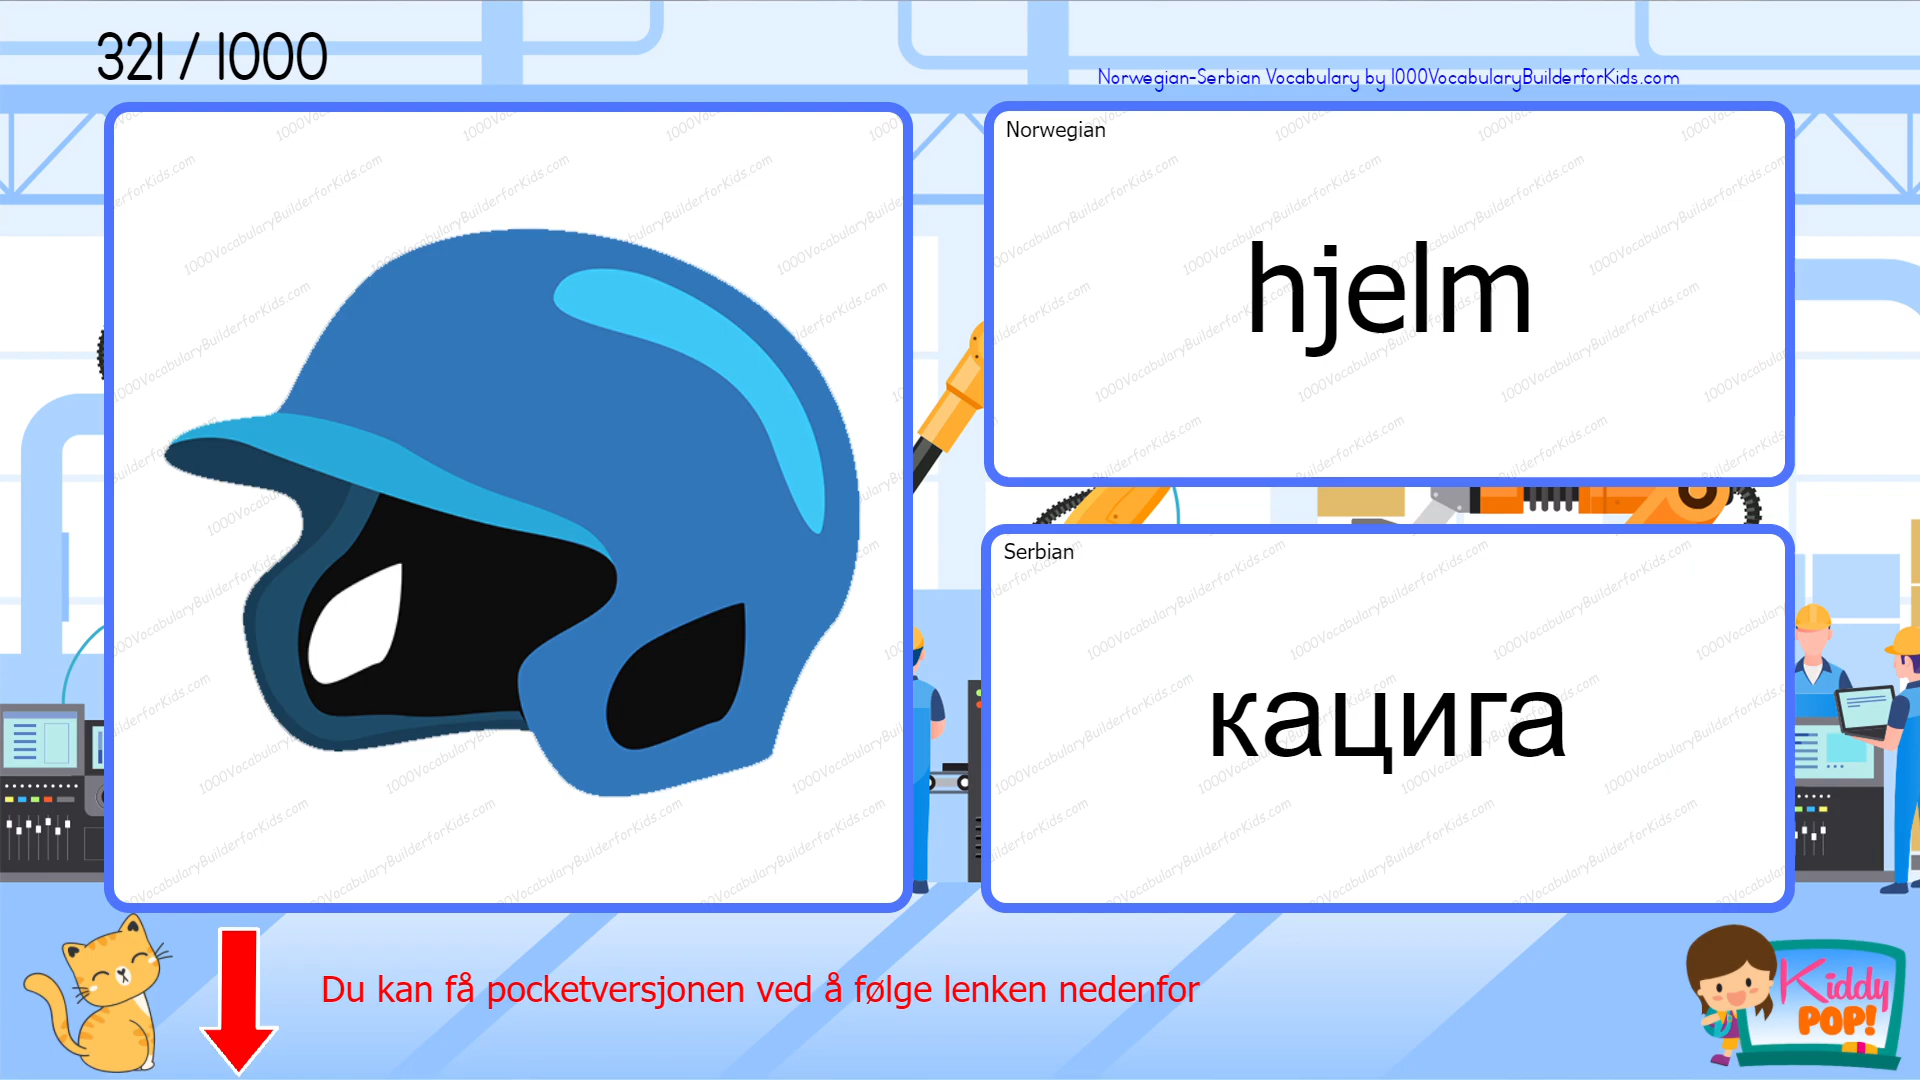 321 / 1000
Norwegian-Serbian Vocabulary by 1000VocabularyBuilderforKids.com
Norwegian
hjelm
Serbian
кацига
Du kan få pocketversjonen ved å følge lenken nedenfor
Kiddy
POP!